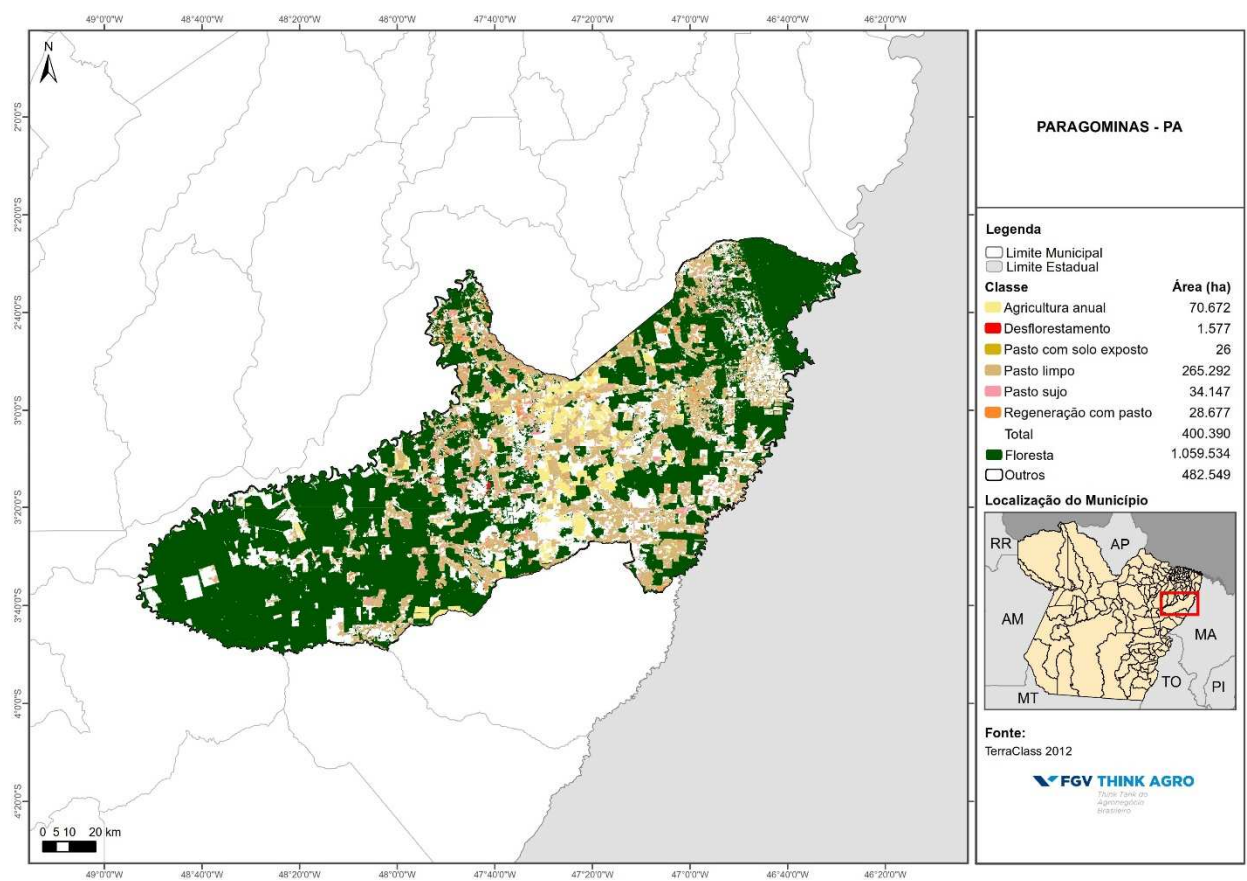 49°0'0"W 48°40'0"W 48°20'0"W 48°0'0"W 47°40'0"W 47°20'0"W 47°0'0"W 46°40'0"W 46°20'0"W
N
2°0'0"S
2°20'0"S
2°40'0"S
3°0'0"S
3°20'0"S
3°40'0"S
4°0'0"S
4°20'0"S
0 5 10 20 km
49°0'0"W 48°40'0"W 48°20'0"W 48°0'0"W 47°40'0"W 47°20'0"W 47°0'0"W 46°40'0"W 46°20'0"W
PARAGOMINAS - PA
Legenda
Limite Municipal
Limite Estadual
Classe Área (ha)
Agricultura anual 70.672
Desflorestamento 1.577
Pasto com solo exposto 26
Pasto limpo 265.292
Pasto sujo 34.147
Regeneração com pasto 28.677
Total 400.390
Floresta 1.059.534
Outros 482.549
Localização do Município
RR AP
AM MA
TO PI
MT
Fonte:
TerraClass 2012
FGV THINK AGRO
Think Tank do
Agronegócio
Brasileiro